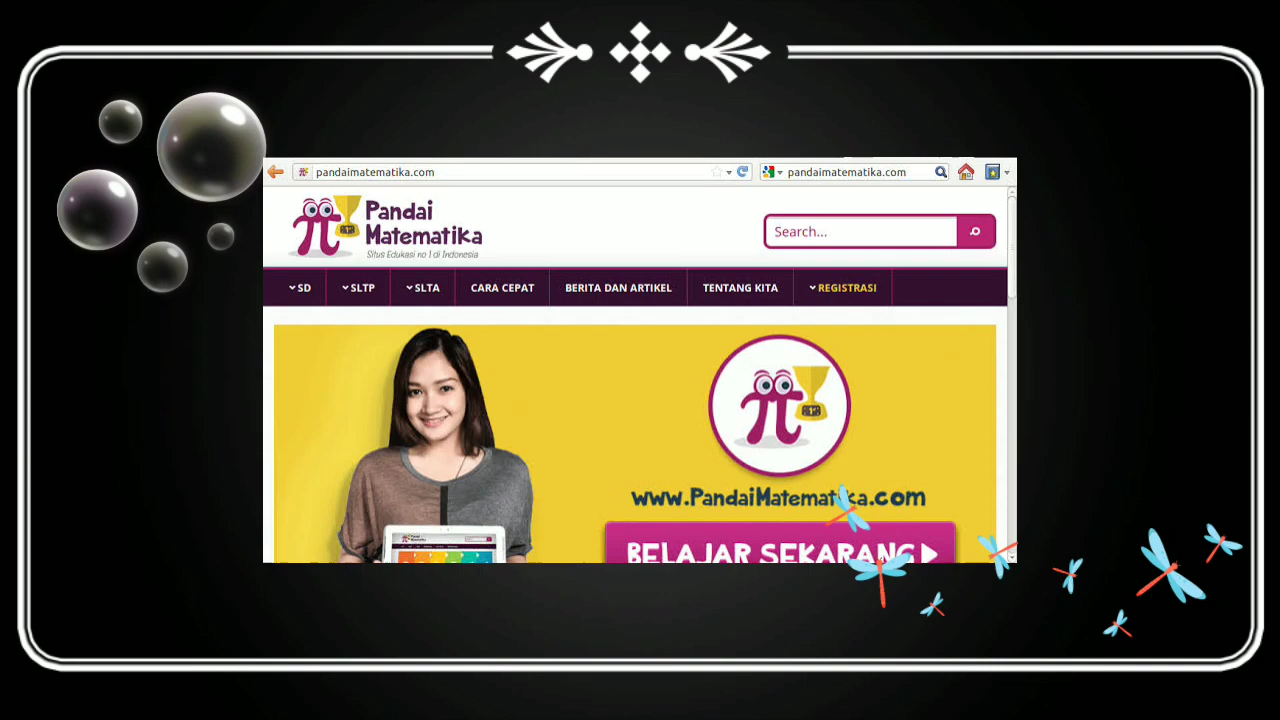 pandaimatematika.com
pandaimatematika.com
Pandai
Matematika
Situs Edukasi no 1 di Indonesia
Search...
SD SLTP SLTA CARA CEPAT BERITA DAN ARTIKEL TENTANG KITA REGISTRASI
www.PandaiMatematika.com
BELAJAR SEKARANG